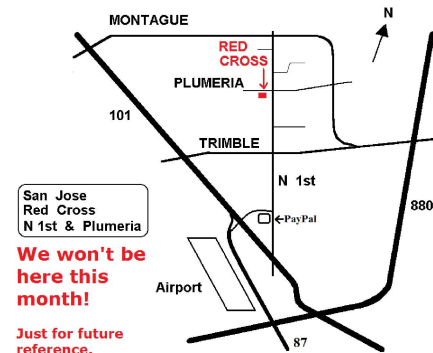 MONTAGUE
N
RED
CROSS
PLUMERIA
101
TRIMBLE
N 1st
880
San Jose
Red Cross
N 1st & Plumeria
←PayPal
We won't be
here this
month!
Airport
Just for future
reference.
87